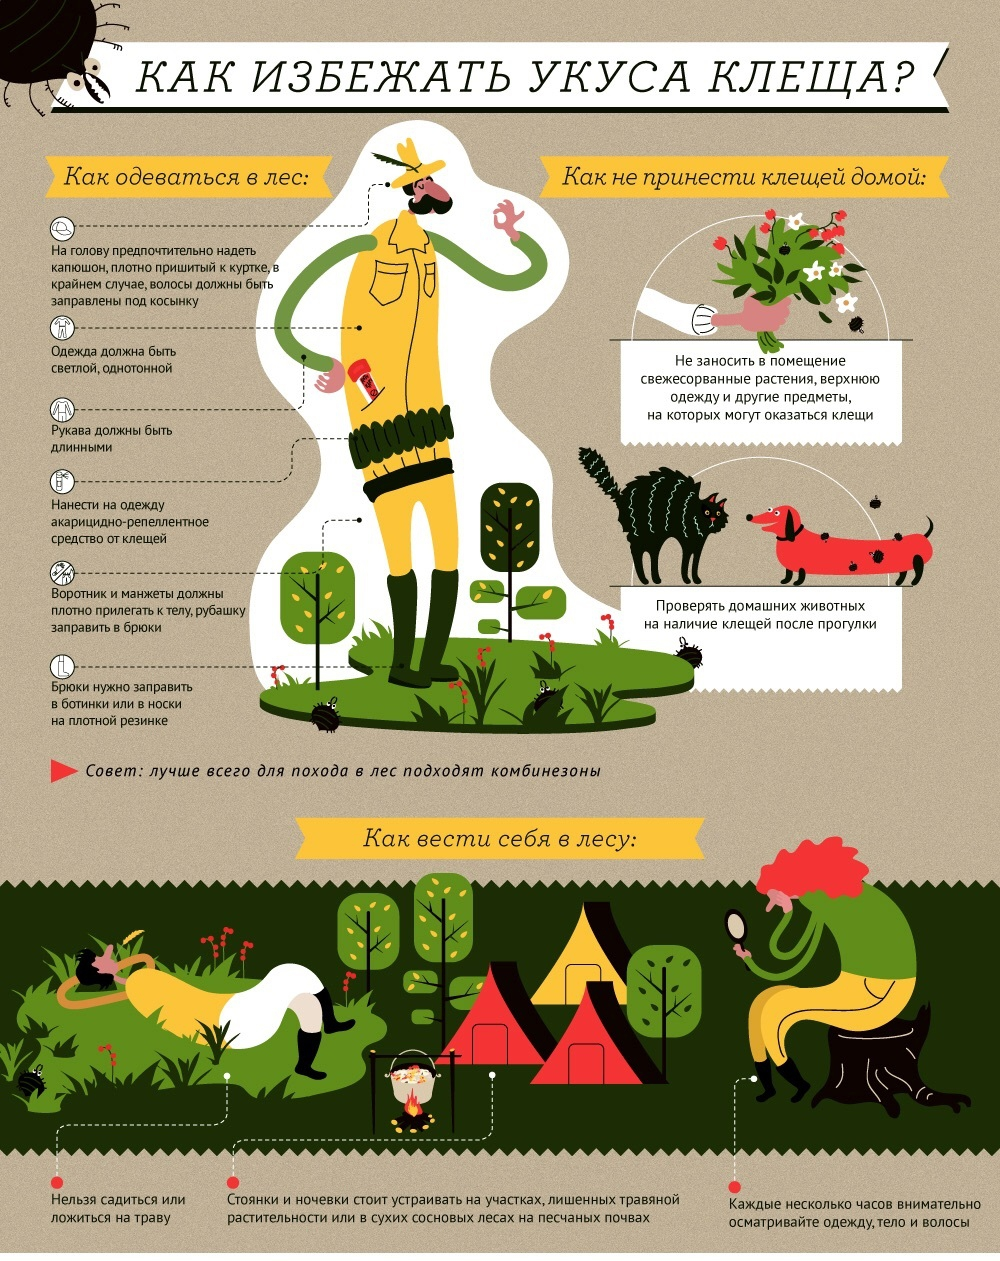 КАК ИЗБЕЖАТЬ УКУСА КЛЕЩА?
Как одеваться в лес:
На голову предпочтительно надеть
капюшон, плотно пришитый к куртке, в
крайнем случае, волосы должны быть
заправлены под косынку
Одежда должна быть
светлой, однотонной
Рукава должны быть
длинными
Нанести на одежду
акарицидно-репеллентное
средство от клещей
Воротник и манжеты должны
плотно прилегать к телу, рубашку
заправить в брюки
Брюки нужно заправить
в ботинки или в носки
на плотной резинке
Как не принести клещей домой:
Не заносить в помещение
свежесорванные растения, верхнюю
одежду и другие предметы,
на которых могут оказаться клещи
Проверять домашних животных
на наличие клещей после прогулки
Совет: лучше всего для похода в лес подходят комбинезоны
Как вести себя в лесу:
Нельзя садиться или
ложиться на траву
Стоянки и ночевки стоит устраивать на участках, лишенных травяной
растительности или в сухих сосновых лесах на песчаных почвах
Каждые несколько часов внимательно
осматривайте одежду, тело и волосы